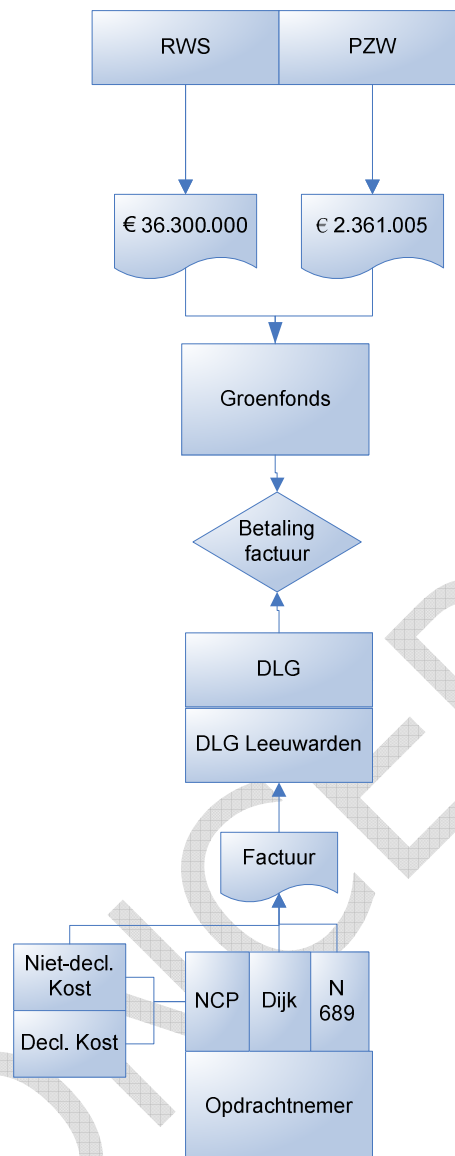 RWS
PZW
€ 36.300.000
€ 2.361.005
Groenfonds
Betaling
factuur
DLG
DLG Leeuwarden
Factuur
Niet-decl.
Kost
Decl. Kost
NCP
Dijk
N
689
Opdrachtnemer